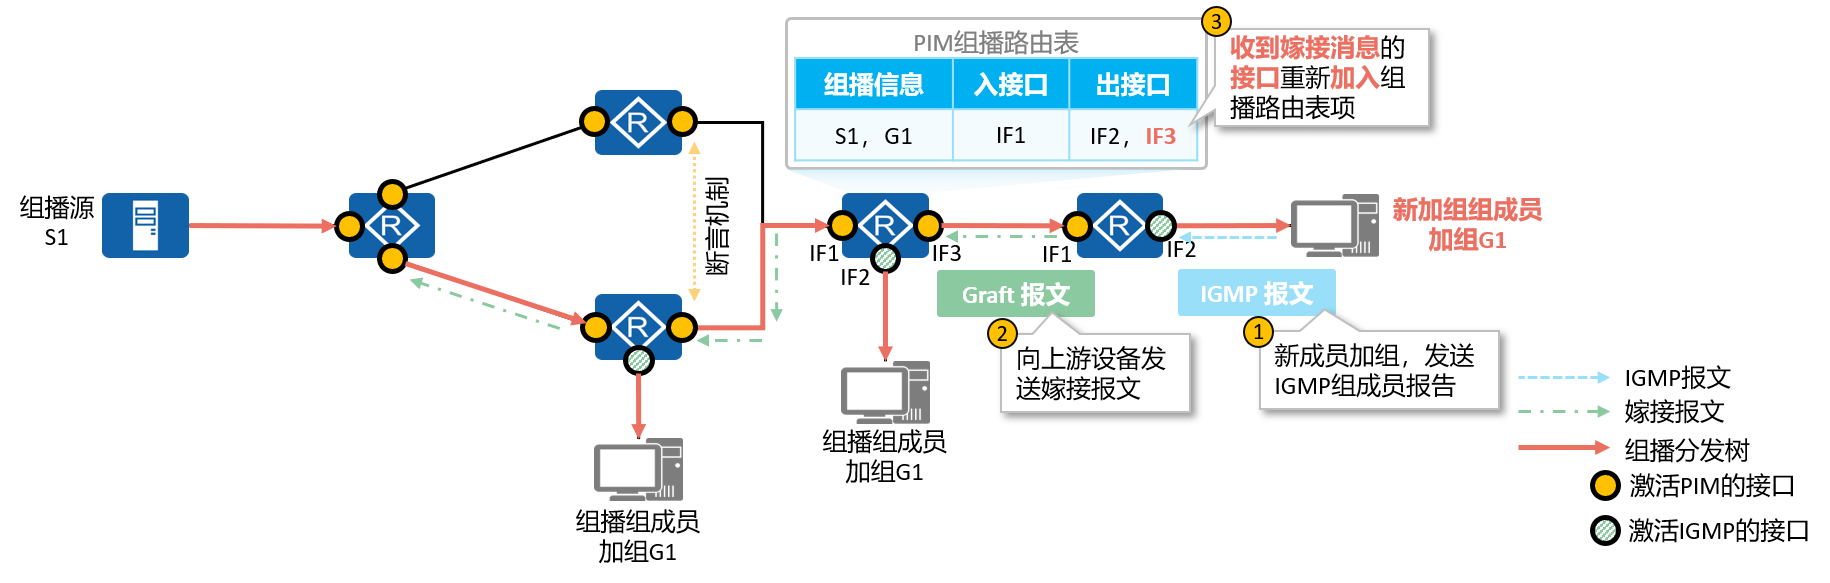 PIM组播路由表
组播信息 入接口 出接口
S1，G1 IF1 IF2，IF3
3
收到嫁接消息的
接口重新加入组
播路由表项
组播源
S1
R
R
R
R
R
断言机制
IF1
IF2
IF3
IF1
IF2
新加组组成员
加组G1
Graft 报文
IGMP 报文
2
向上游设备发
送嫁接报文
1
新成员加组，发送
IGMP组成员报告
组播组成员
加组G1
组播组成员
加组G1
IGMP报文
嫁接报文
组播分发树
激活PIM的接口
激活IGMP的接口